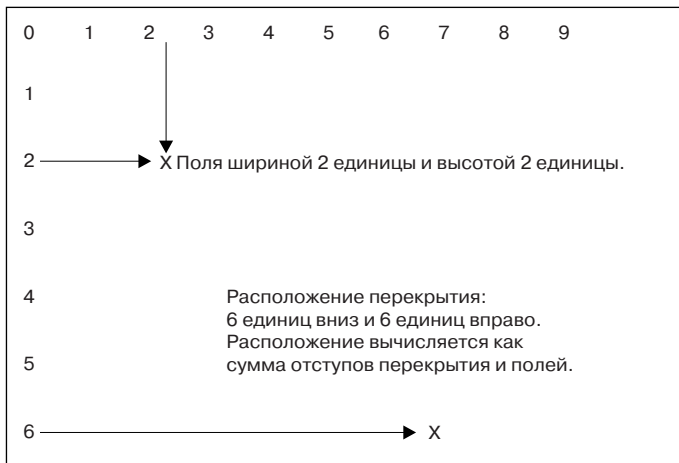 0 1 2 3 4 5 6 7 8 9
1
2 X Поля шириной 2 единицы и высотой 2 единицы.
3
4 Расположение перекрытия:
6 единиц вниз и 6 единиц вправо.
Расположение вычисляется как
5 сумма отступов перекрытия и полей.
6 X